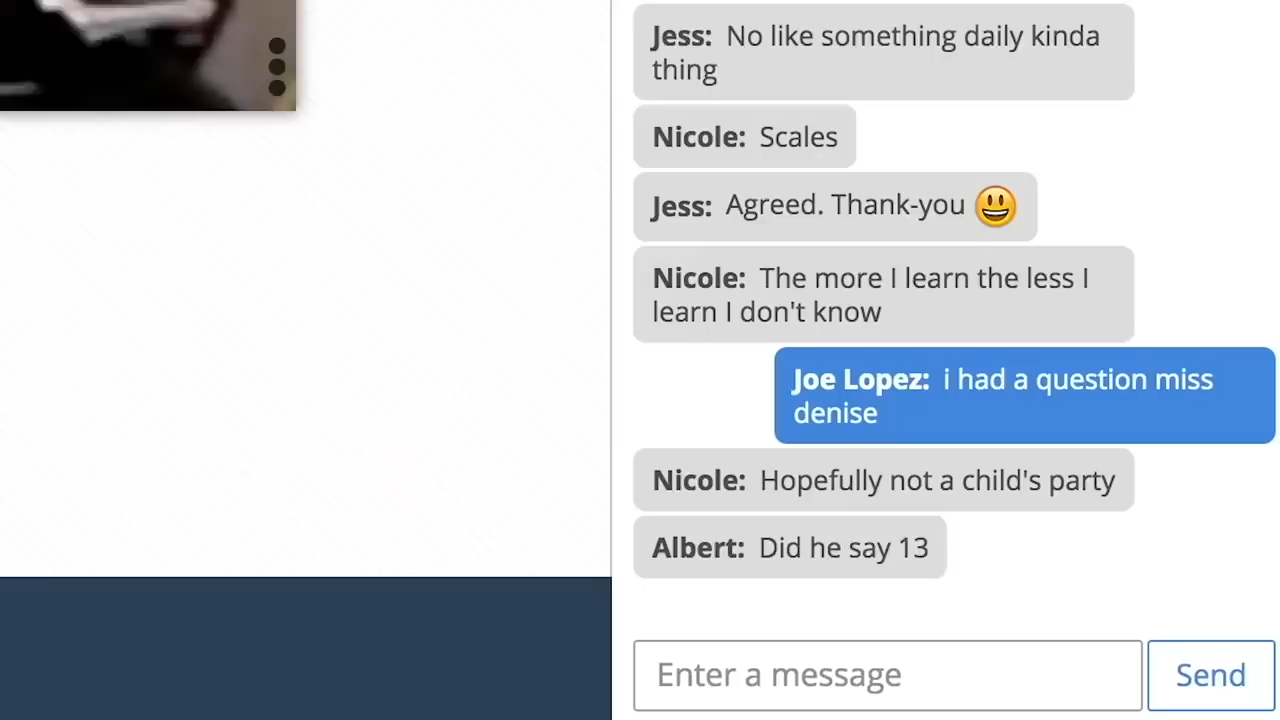 Jess: No like something daily kinda
thing
Nicole: Scales
Jess: Agreed. Thank-you 😃
Nicole: The more I learn the less I
learn I don't know
Joe Lopez: i had a question miss
denise
Nicole: Hopefully not a child's party
Albert: Did he say 13
Enter a message
Send